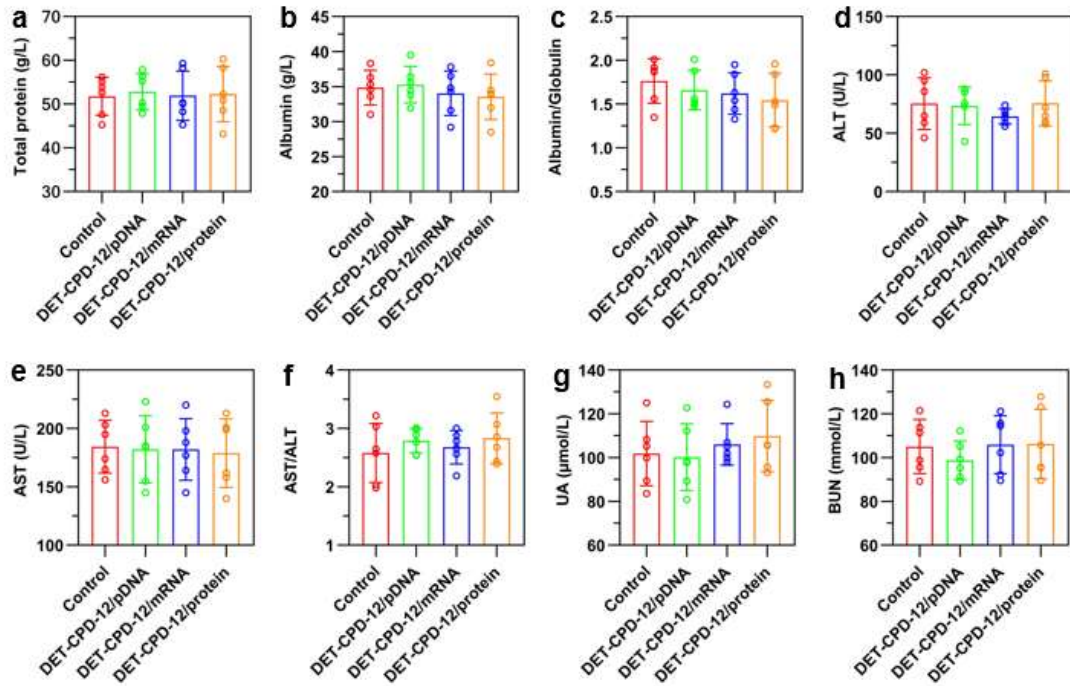 a
Total protein (g/L)
70
60
50
40
30
Control
DET-CPD-12/pDNA
DET-CPD-12/mRNA
DET-CPD-12/protein
b
Albumin (g/L)
45
40
35
30
25
20
Control
DET-CPD-12/pDNA
DET-CPD-12/mRNA
DET-CPD-12/protein
c
Albumin/Globulin
2.5
2.0
1.5
1.0
0.5
Control
DET-CPD-12/pDNA
DET-CPD-12/mRNA
DET-CPD-12/protein
d
ALT (U/L)
150
100
50
0
Control
DET-CPD-12/pDNA
DET-CPD-12/mRNA
DET-CPD-12/protein
e
AST (U/L)
250
200
150
100
Control
DET-CPD-12/pDNA
DET-CPD-12/mRNA
DET-CPD-12/protein
f
AST/ALT
4
3
2
1
Control
DET-CPD-12/pDNA
DET-CPD-12/mRNA
DET-CPD-12/protein
g
UA (μmol/L)
140
120
100
80
60
Control
DET-CPD-12/pDNA
DET-CPD-12/mRNA
DET-CPD-12/protein
h
BUN (mmol/L)
140
120
100
80
60
Control
DET-CPD-12/pDNA
DET-CPD-12/mRNA
DET-CPD-12/protein